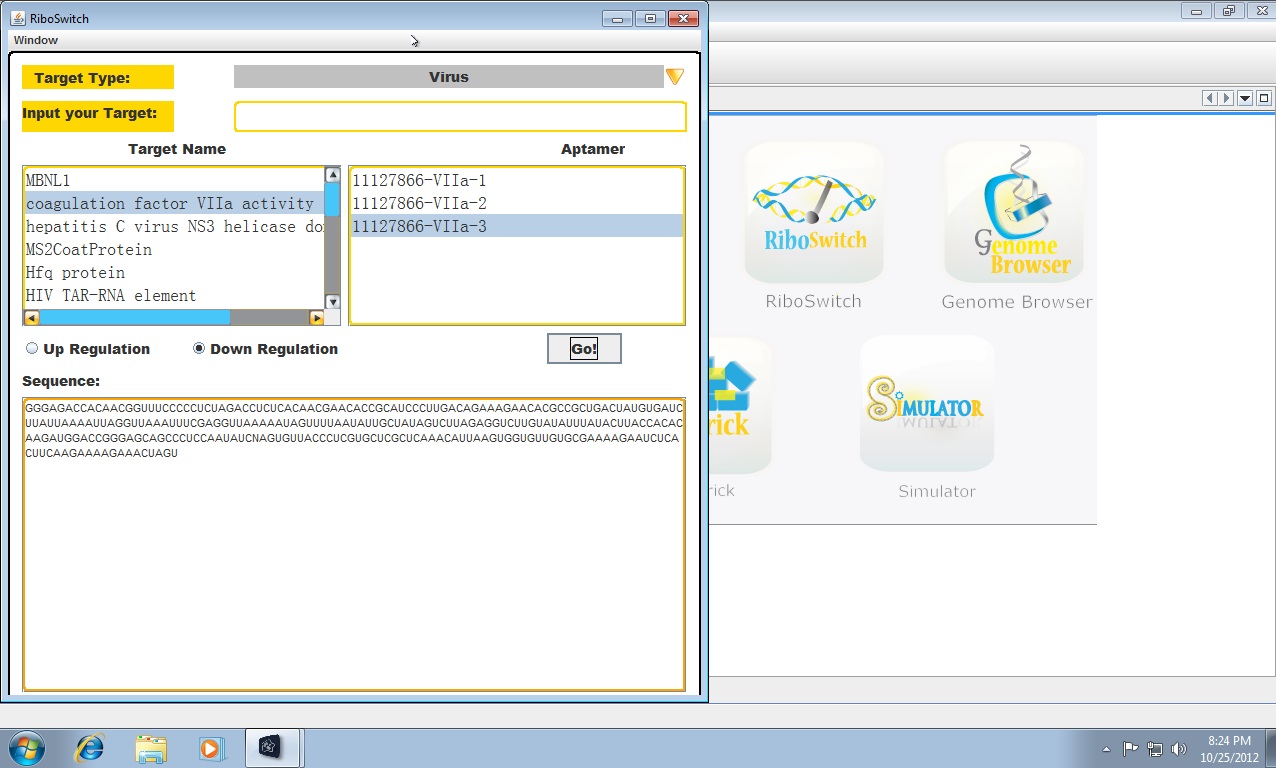 RiboSwitch
Window
Target Type:
Virus
Input your Target:
Target Name
Aptamer
MBNL1
coagulation factor VIIa activity
hepatitis C virus NS3 helicase do
MS2CoatProtein
Hfq protein
HIV TAR-RNA element
11127866-VIIa-1
11127866-VIIa-2
11127866-VIIa-3
Up Regulation
Down Regulation
Go!
Sequence:
GGGAGACCACAACGGUUUCCCCCUCUAGACCUCUCACAACGAACACCGCAUCCCUUGACAGAAAGAACACGCCGCUGACUAUGUGAUC
CUUCAAGAAAAGAAACUAGU
RiboSwitch
RiboSwitch
Genome
Browser
Genome Browser
rick
rick
SiMULATOR
Simulator
8:24 PM
10/25/2012